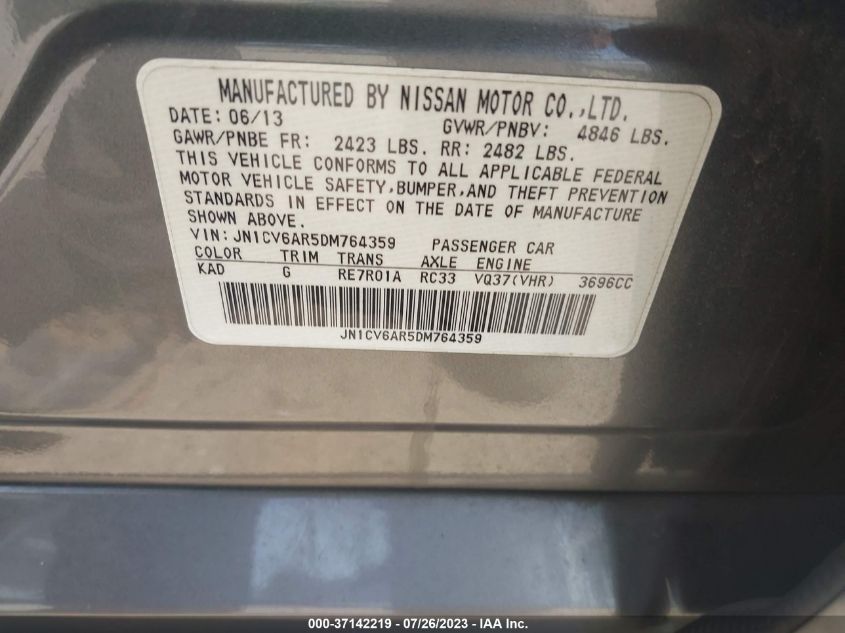 MANUFACTURED BY NISSAN MOTOR CO.,LTD.
DATE: 06/13 GVWR/PNBV: 4846 LBS.
GAWR/PNBE FR: 2423 LBS. RR: 2482 LBS.
THIS VEHICLE CONFORMS TO ALL APPLICABLE FEDERAL
MOTOR VEHICLE SAFETY,BUMPER,AND THEFT PREVENTION
STANDARDS IN EFFECT ON THE DATE OF MANUFACTURE
SHOWN ABOVE.
VIN: JN1CV6AR5DM764359 PASSENGER CAR
COLOR TRIM TRANS AXLE ENGINE
KAD G RE7R01A RC33 VQ37(VHR) 3696CC
JN1CV6AR5DM764359
000-37142219 - 07/26/2023 - IAA Inc.